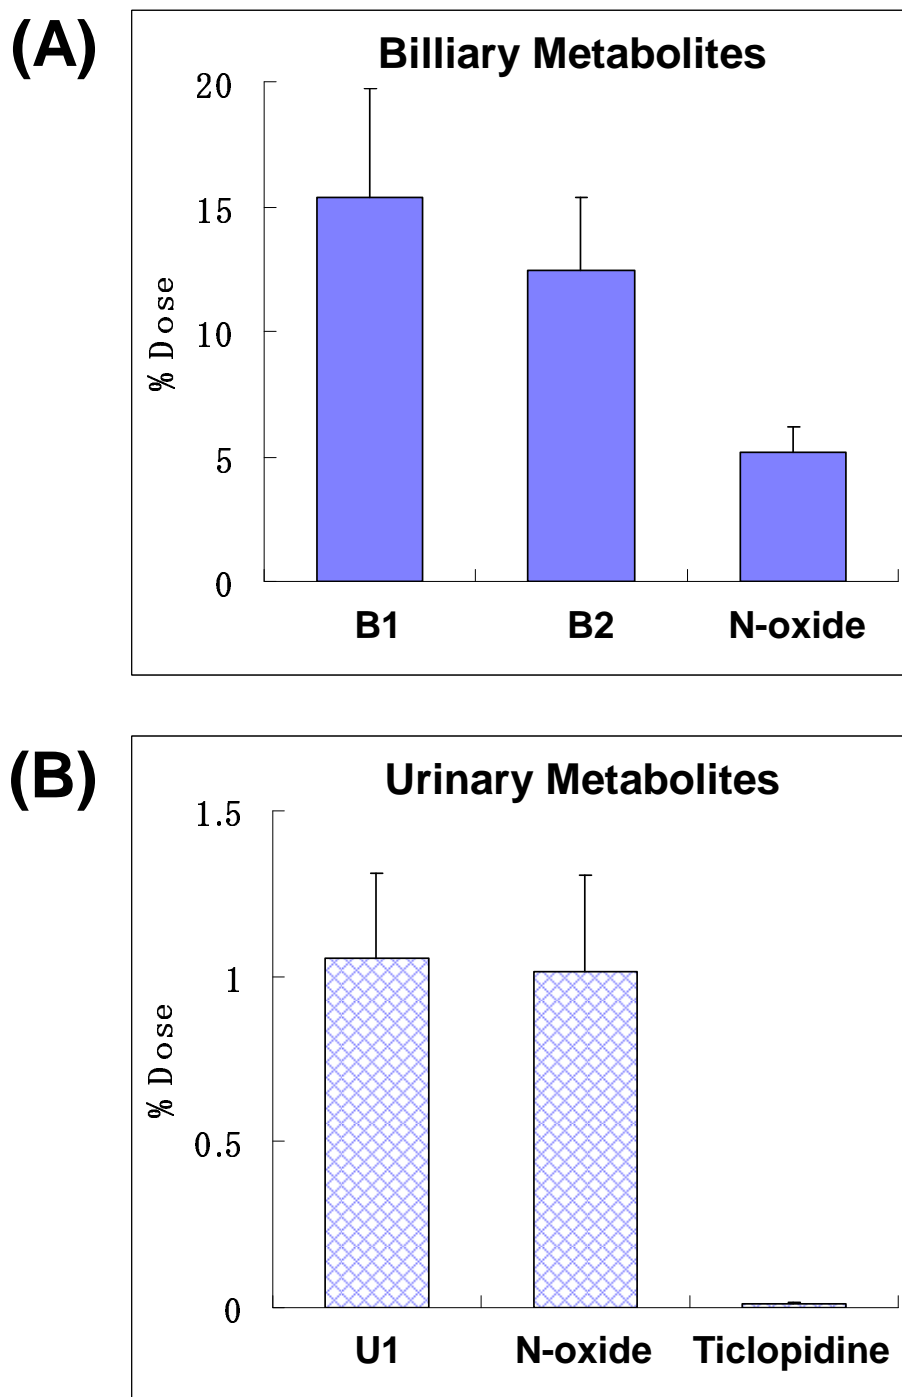 (A)
Billiary Metabolites
20
15
10
5
0
% Dose
B1 B2 N-oxide
(B)
Urinary Metabolites
1.5
1
0.5
0
% Dose
U1 N-oxide Ticlopidine